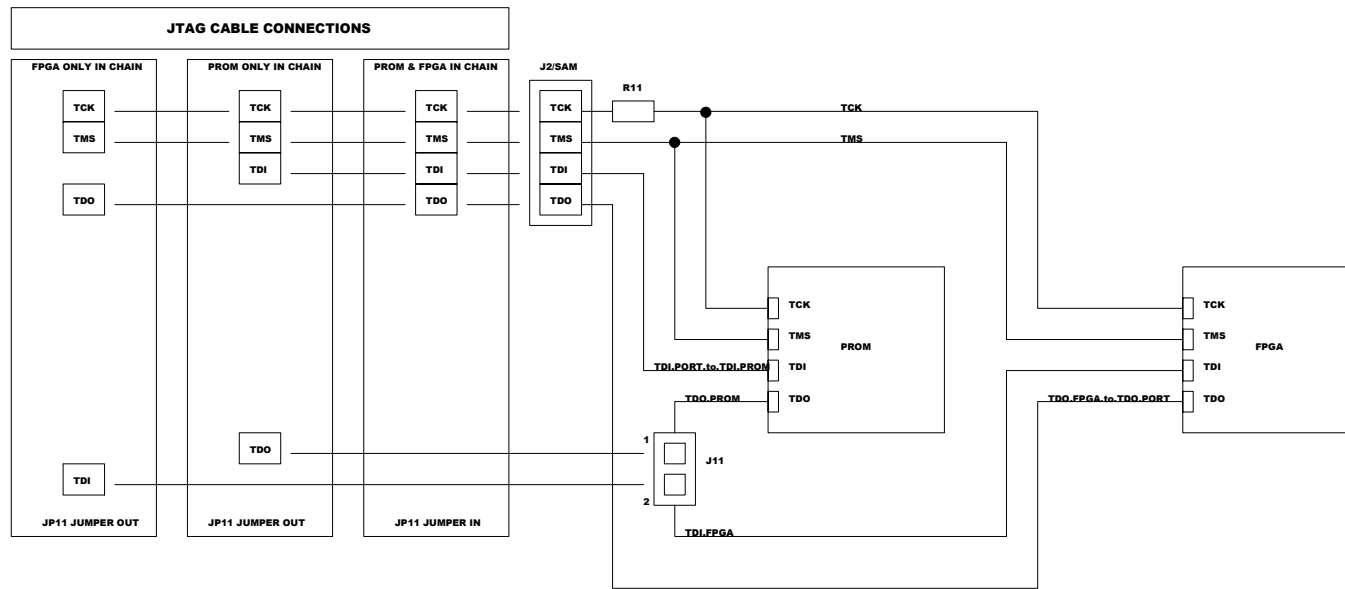 JTAG CABLE CONNECTIONS
FPGA ONLY IN CHAIN
PROM ONLY IN CHAIN
PROM & FPGA IN CHAIN
J2/SAM
R11
TCK
TCK
TCK
TCK
TCK
TMS
TMS
TMS
TMS
TMS
TDI
TDI
TDI
TDO
TDO
TDO
TCK
TMS
TDI
TDO
PROM
TCK
TMS
TDI
TDO
FPGA
TDI.PORT.to.TDI.PROM
TDO.PROM
TDO.FPGA.to.TDO.PORT
1
J11
2
TDO
TDI
JP11 JUMPER OUT
JP11 JUMPER OUT
JP11 JUMPER IN
TDI.FPGA